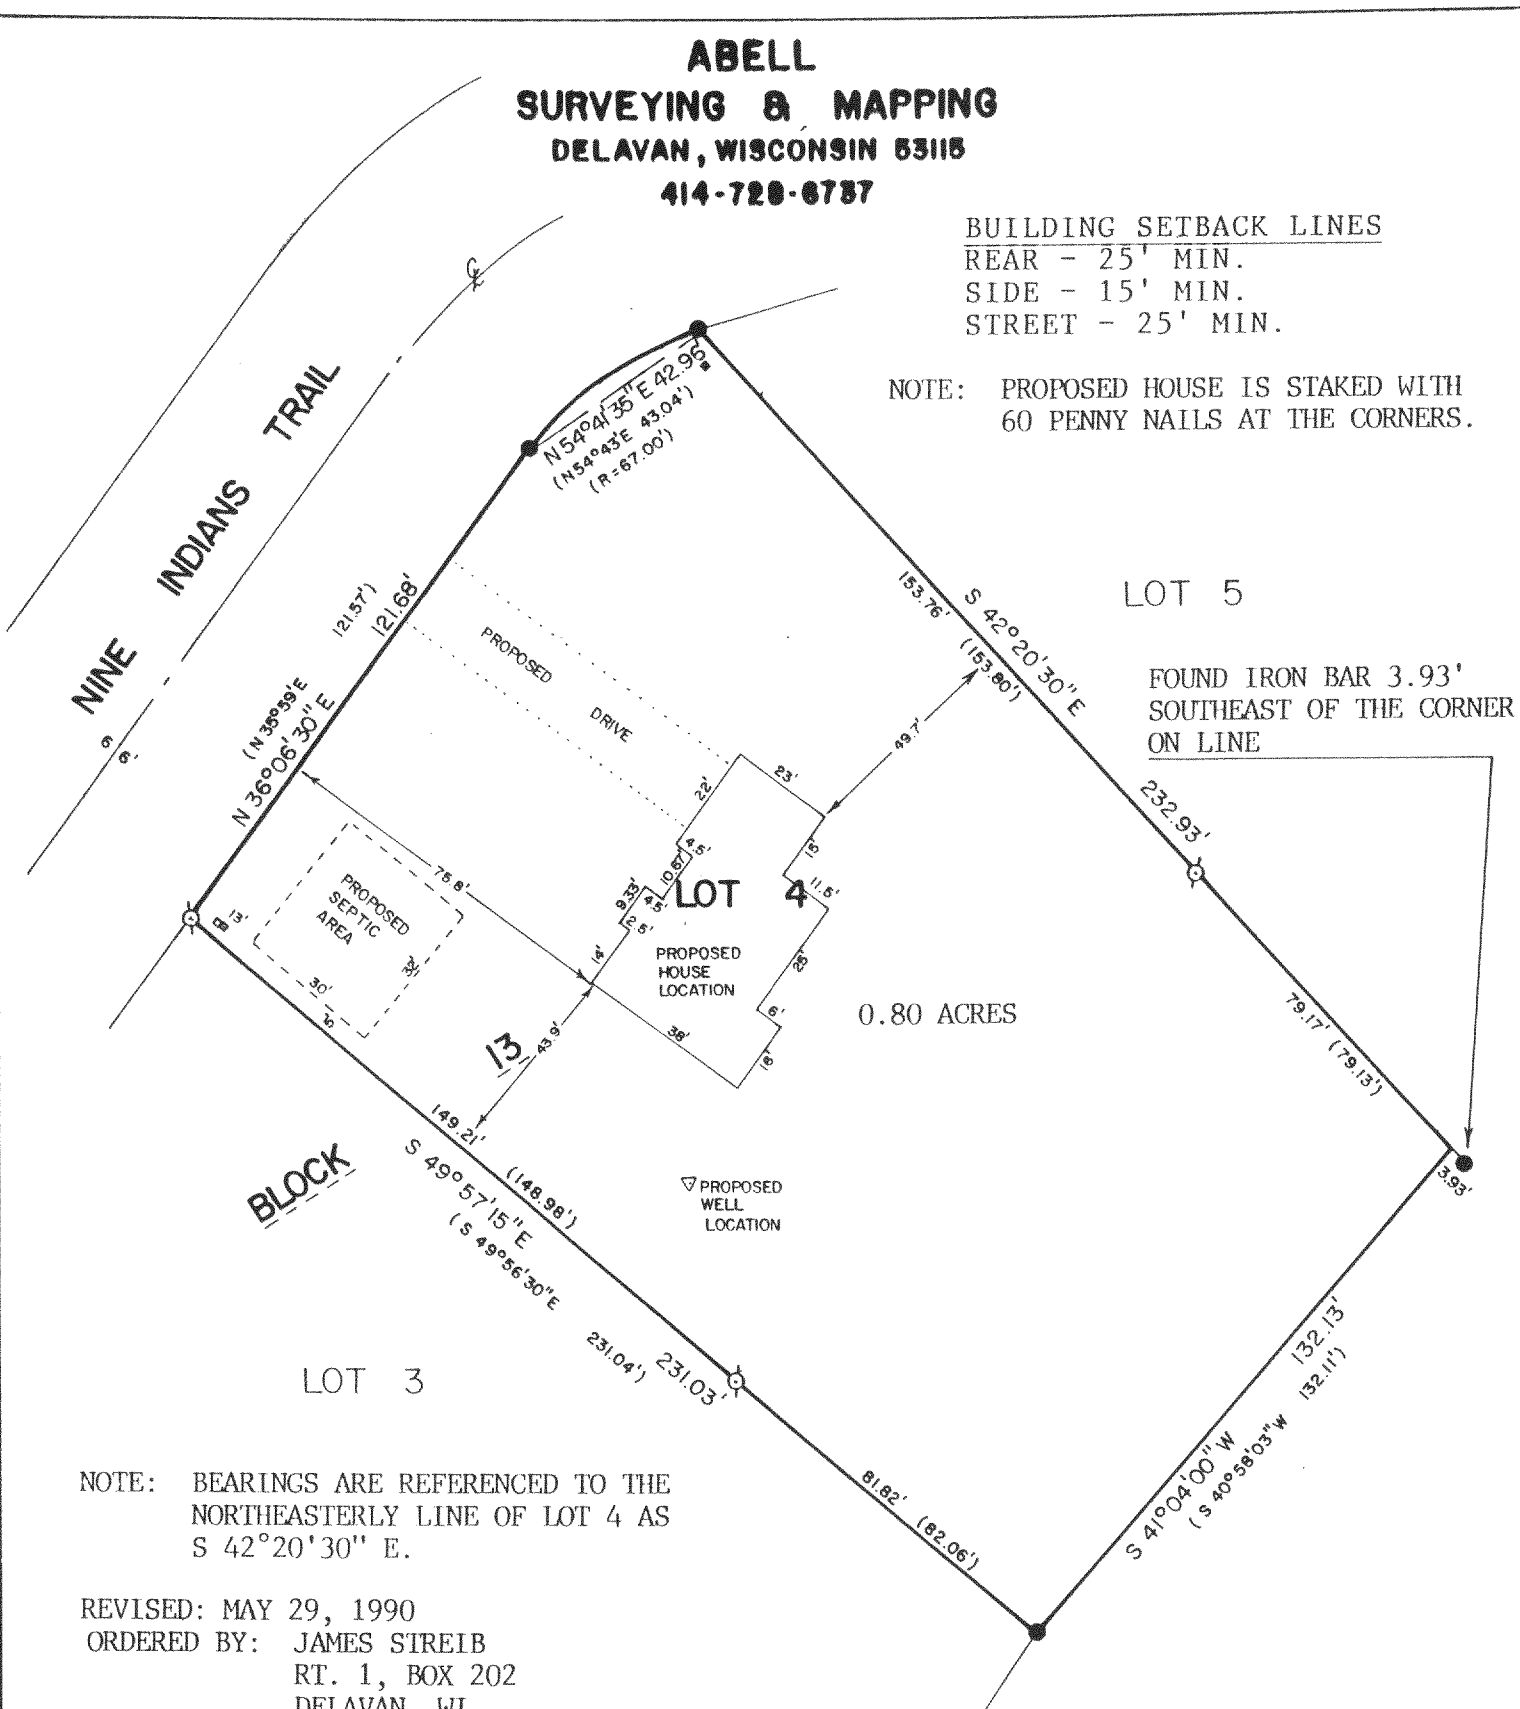 ABELL
SURVEYING & MAPPING
DELAVAN, WISCONSIN 53115
414-728-6737
BUILDING SETBACK LINES
REAR - 25' MIN.
SIDE - 15' MIN.
STREET - 25' MIN.
NOTE: PROPOSED HOUSE IS STAKED WITH
60 PENNY NAILS AT THE CORNERS.
NINE INDIANS TRAIL
66'
N 54°41'35" E 42.96
(N54°43'E 43.04')
(R=67.00')
(N 35°59'E 121.57')
N 36°06'30" E 121.68'
PROPOSED
DRIVE
153.76' (153.80')
S 42°20'30" E 232.93'
79.17' (79.13')
LOT 5
FOUND IRON BAR 3.93'
SOUTHEAST OF THE CORNER
ON LINE
3.93'
49.7'
23'
22'
15'
4.5'
10.67'
11.5'
LOT 4
9.33'
4.5'
2.5'
14'
25'
6'
38'
PROPOSED
HOUSE
LOCATION
0.80 ACRES
75.8'
PROPOSED
SEPTIC
AREA
13'
32'
30'
43.9'
BLOCK 13
149.21' (148.98')
S 49°57'15" E 231.03'
(S 49°56'30"E 231.04')
81.82' (82.06')
PROPOSED
WELL
LOCATION
S 41°04'00" W 132.13'
(S 40°58'03"W 132.11')
LOT 3
NOTE: BEARINGS ARE REFERENCED TO THE
NORTHEASTERLY LINE OF LOT 4 AS
S 42°20'30" E.
REVISED: MAY 29, 1990
ORDERED BY: JAMES STREIB
RT. 1, BOX 202
DELAVAN, WI